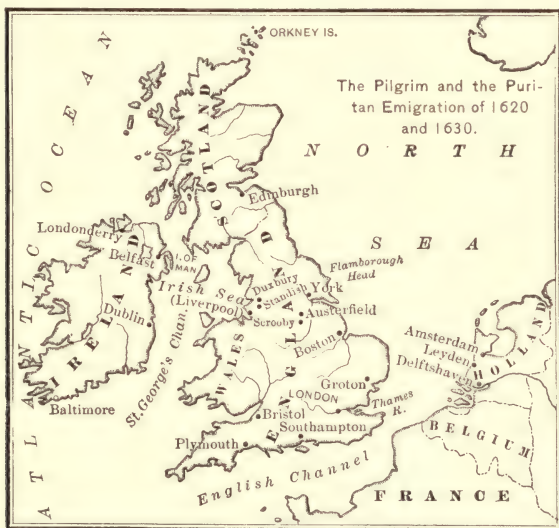 ORKNEY IS.
The Pilgrim and the Puri-
tan Emigration of 1620
and 1630.
ATLANTIC OCEAN
NORTH
SEA
SCOTLAND
Edinburgh
Londonderry
Belfast
I. OF
MAN
IRELAND
Irish Sea
(Liverpool)
Dublin
St. George's Chan.
Baltimore
Flamborough
Head
Duxbury
Standish
York
Scrooby
Austerfield
Boston
WALES
ENGLAND
Groton
LONDON
Thames
R.
Bristol
Southampton
Plymouth
English Channel
Amsterdam
Leyden
Delftshaven
HOLLAND
BELGIUM
FRANCE